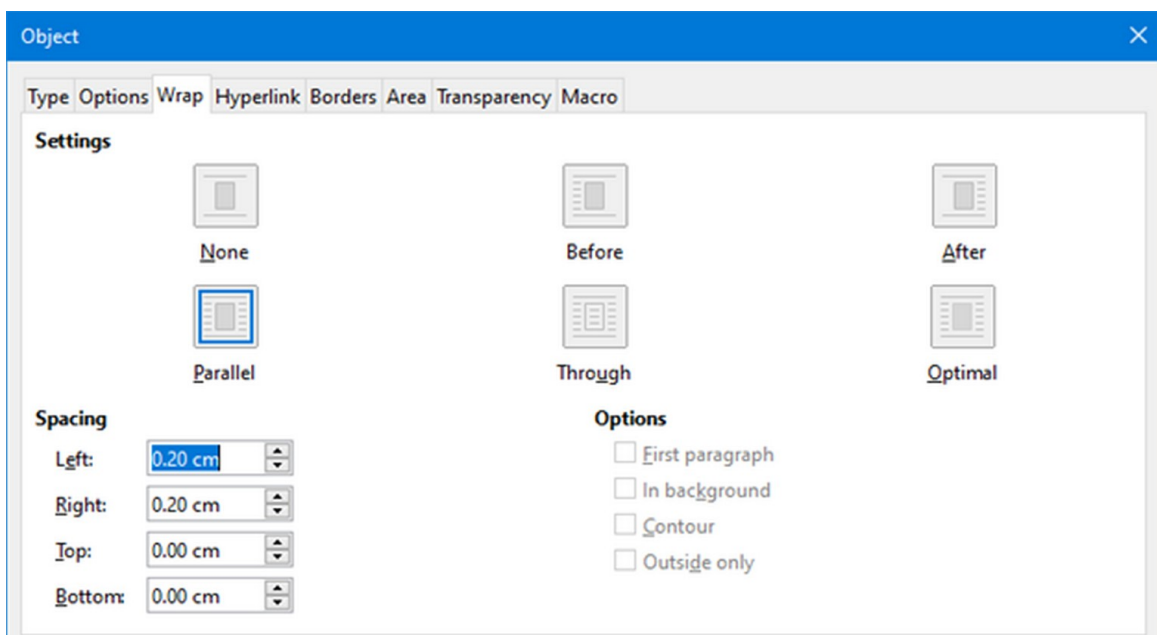 Object
Type Options Wrap Hyperlink Borders Area Transparency Macro
Settings
None Before After
Parallel Through Optimal
Spacing Options
Left: 0.20 cm First paragraph
Right: 0.20 cm In background
Top: 0.00 cm Contour
Bottom: 0.00 cm Outside only